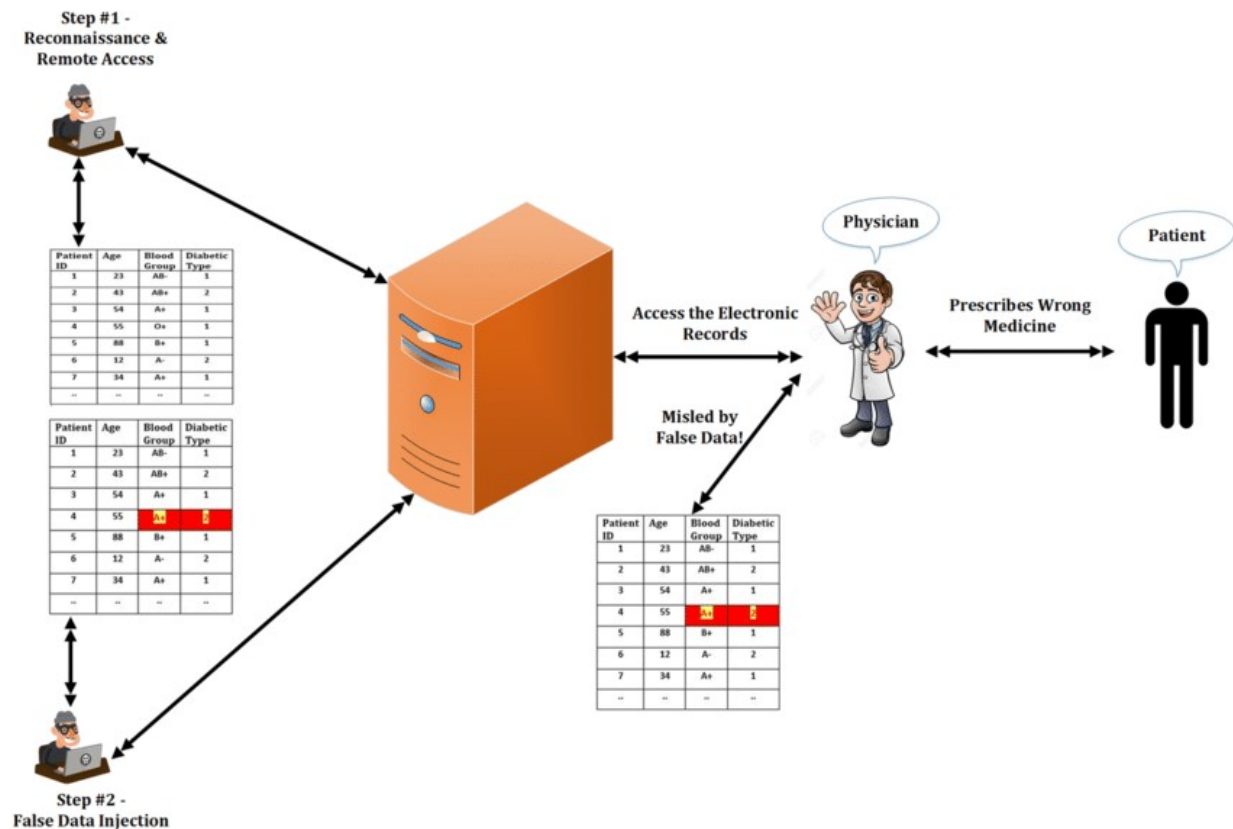 Step #1 -
Reconnaissance &
Remote Access
Patient ID Age Blood Group Diabetic Type
1 23 AB- 1
2 43 AB+ 2
3 54 A+ 1
4 55 O+ 1
5 88 B+ 1
6 12 A- 2
7 34 A+ 1
.. .. .. ..
Patient ID Age Blood Group Diabetic Type
1 23 AB- 1
2 43 AB+ 2
3 54 A+ 1
4 55 A+ 2
5 88 B+ 1
6 12 A- 2
7 34 A+ 1
.. .. .. ..
Step #2 -
False Data Injection
Access the Electronic
Records
Misled by
False Data!
Patient ID Age Blood Group Diabetic Type
1 23 AB- 1
2 43 AB+ 2
3 54 A+ 1
4 55 A+ 2
5 88 B+ 1
6 12 A- 2
7 34 A+ 1
.. .. .. ..
Physician
Prescribes Wrong
Medicine
Patient